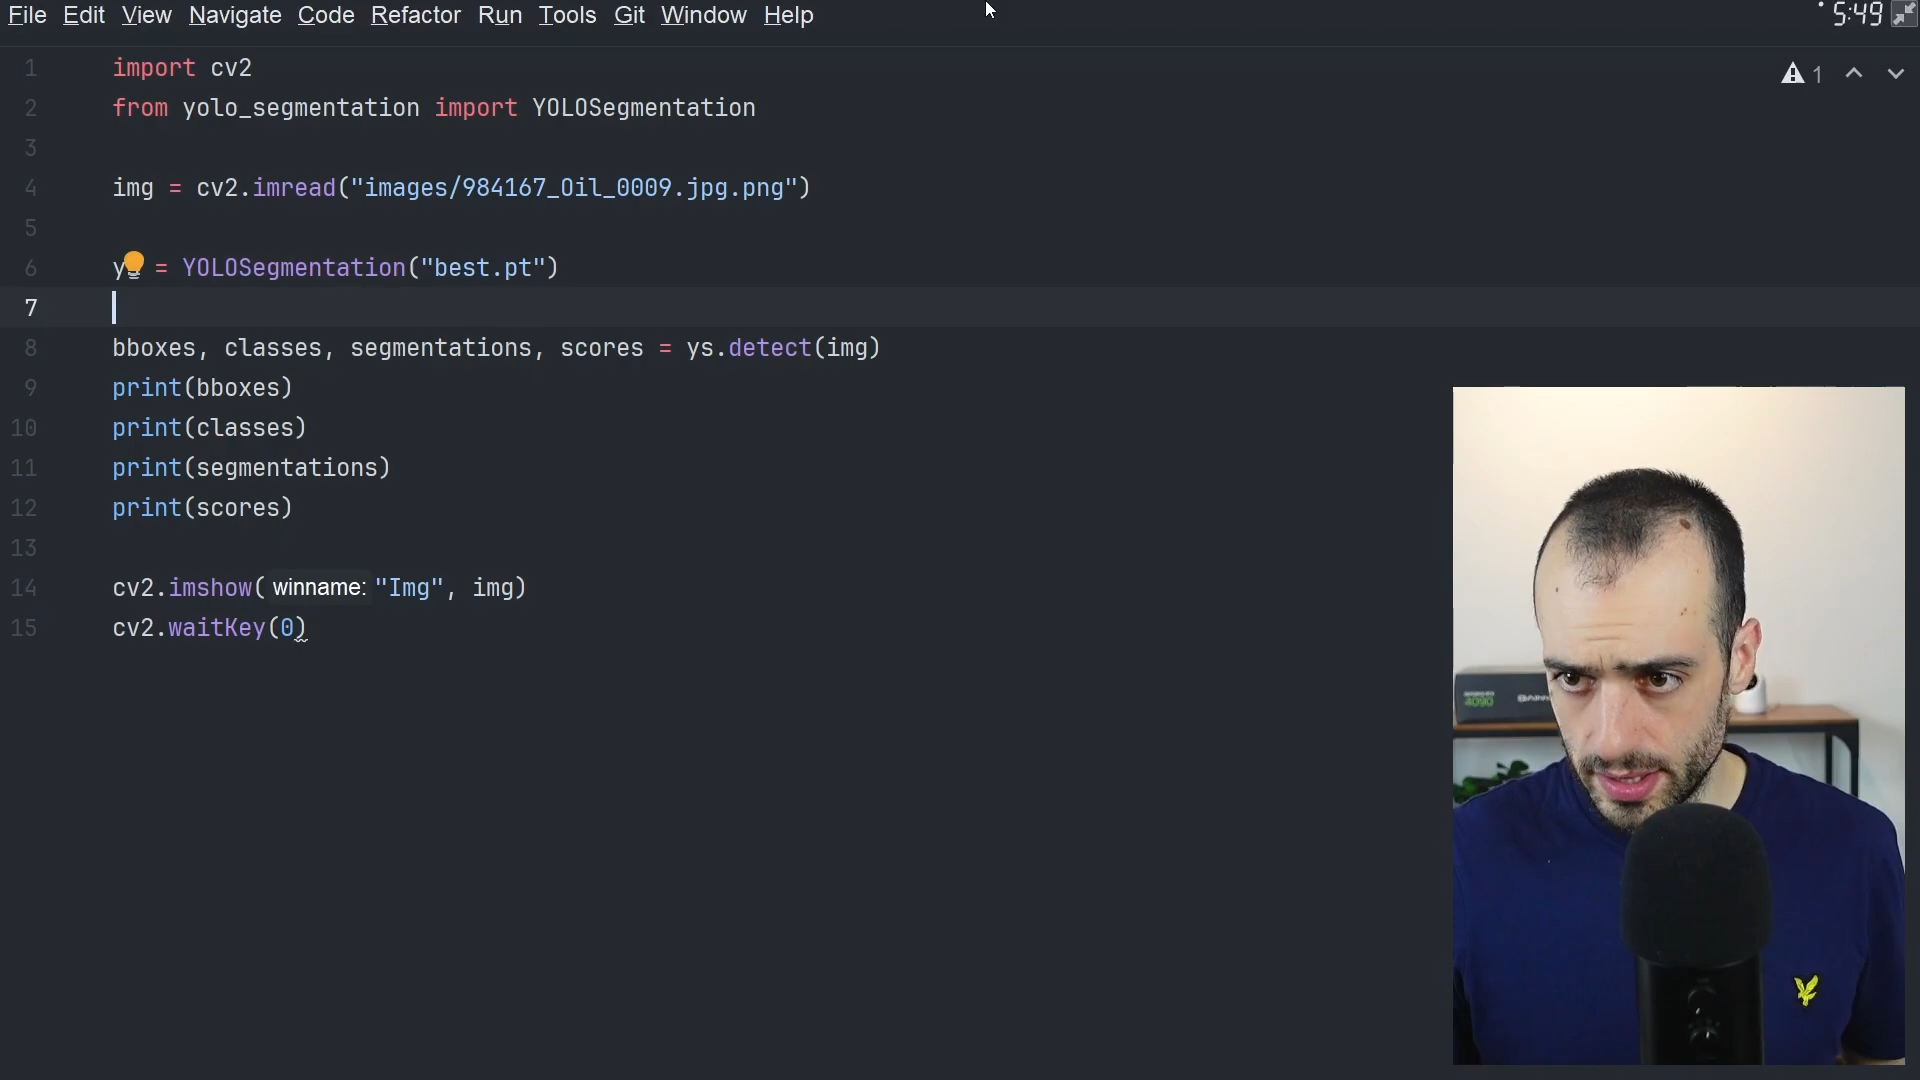 File Edit View Navigate Code Refactor Run Tools Git Window Help 5:49
1 import cv2 1
2 from yolo_segmentation import YOLOSegmentation
3
4 img = cv2.imread("images/984167_Oil_0009.jpg.png")
5
6 y = YOLOSegmentation("best.pt")
7
8 bboxes, classes, segmentations, scores = ys.detect(img)
9 print(bboxes)
10 print(classes)
11 print(segmentations)
12 print(scores)
13
14 cv2.imshow( winname: "Img", img)
15 cv2.waitKey(0)
4090